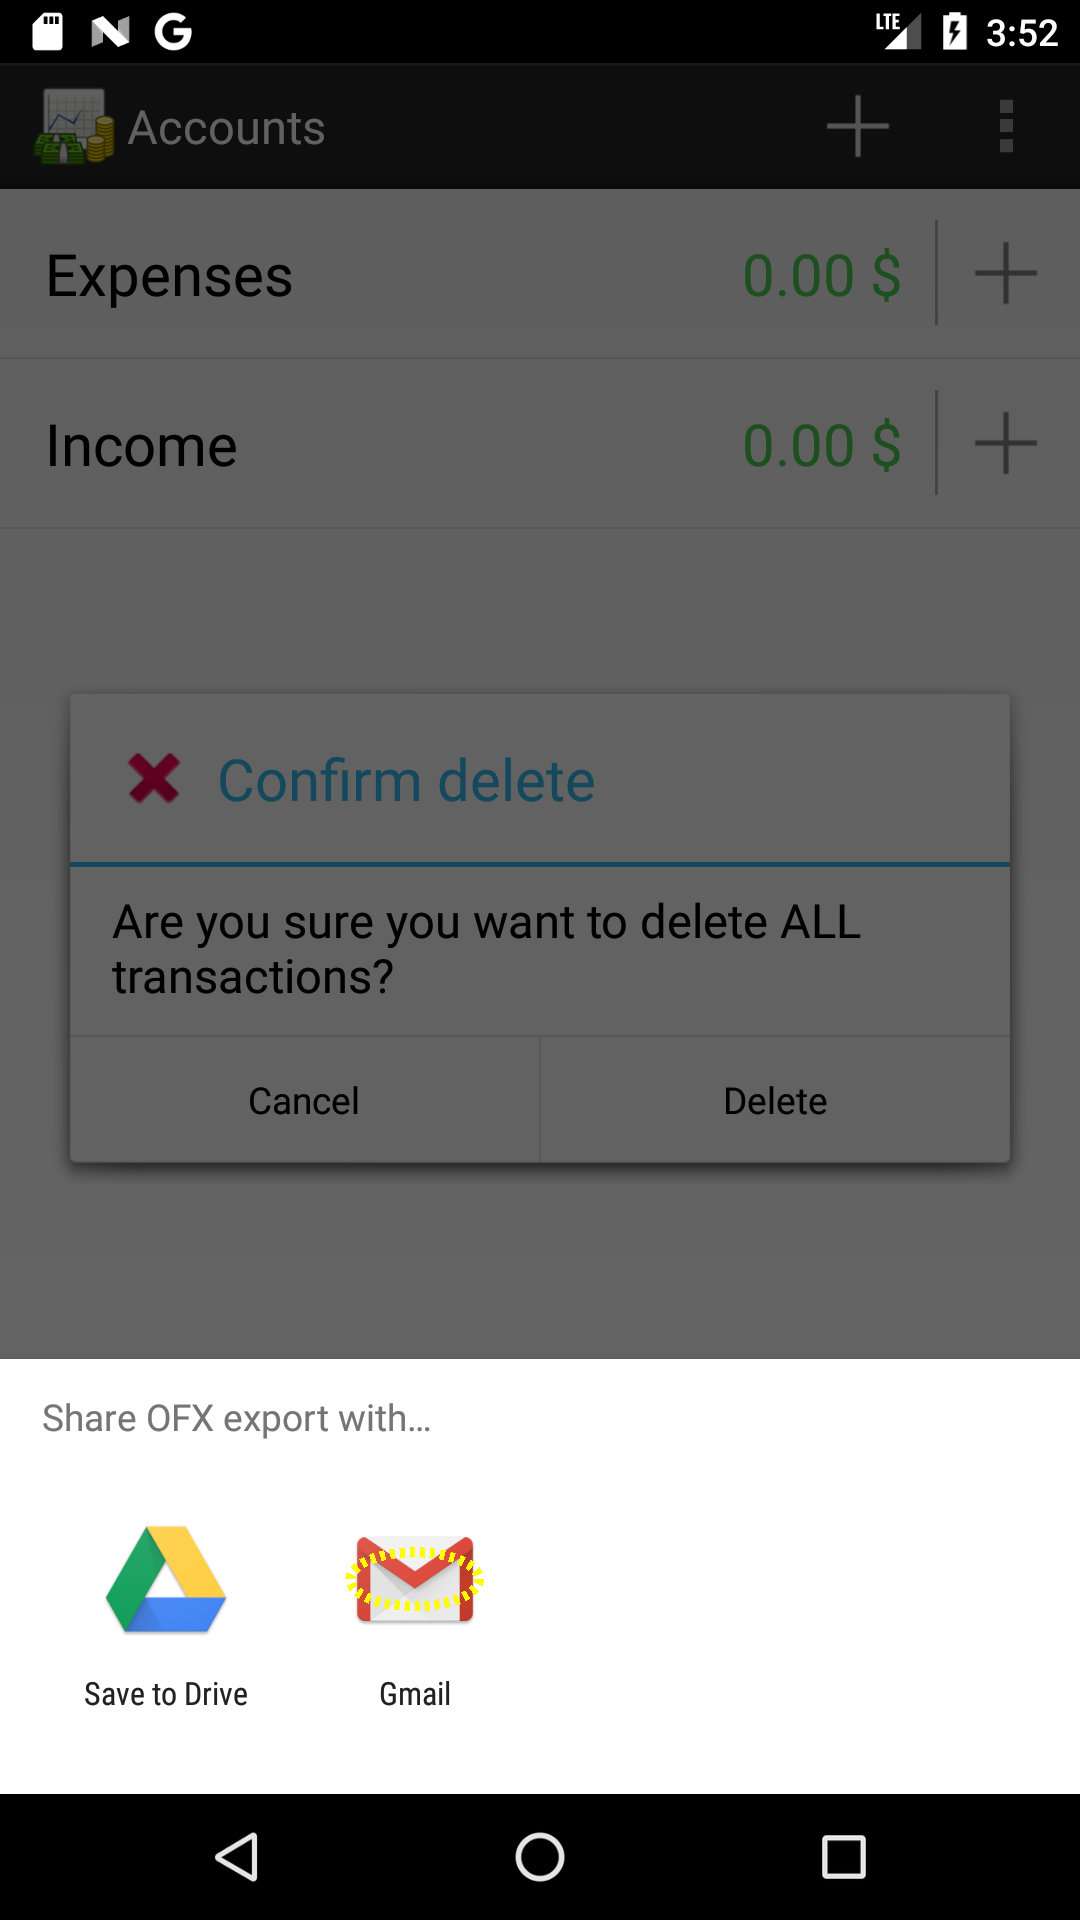 LTE 3:52
Accounts
Expenses 0.00 $
Income 0.00 $
Confirm delete
Are you sure you want to delete ALL
transactions?
Cancel Delete
Share OFX export with…
Save to Drive Gmail